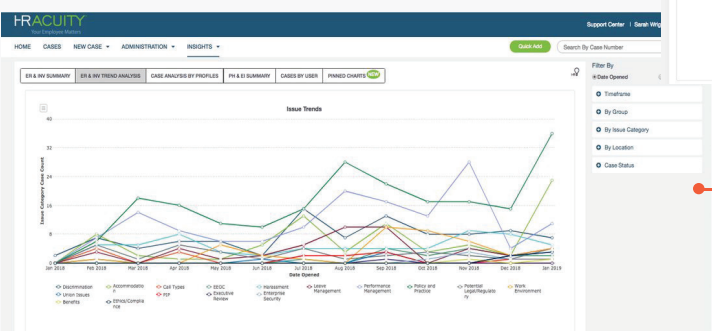 HRACUITY
Your Employee Matters
Support Center | Sarah Wrig
HOME CASES NEW CASE ADMINISTRATION INSIGHTS
Quick Add
Search By Case Number
ER & INV SUMMARY ER & INV TREND ANALYSIS CASE ANALYSIS BY PROFILES PH & EI SUMMARY CASES BY USER PINNED CHARTS NEW
Filter By
Date Opened
Timeframe
By Group
By Issue Category
By Location
Case Status
Issue Trends
Issue Category Case Count
40
32
24
16
8
0
Jan 2018 Feb 2018 Mar 2018 Apr 2018 May 2018 Jun 2018 Jul 2018 Aug 2018 Sep 2018 Oct 2018 Nov 2018 Dec 2018 Jan 2019
Date Opened
Discrimination Accommodatio Call Types EEOC Harassment Leave Performance Policy and Potential Work
n Management Management Practice Legal/Regulato Environment
ry
Union Issues PIP Executive Enterprise
Review Security
Benefits Ethics/Complia
nce